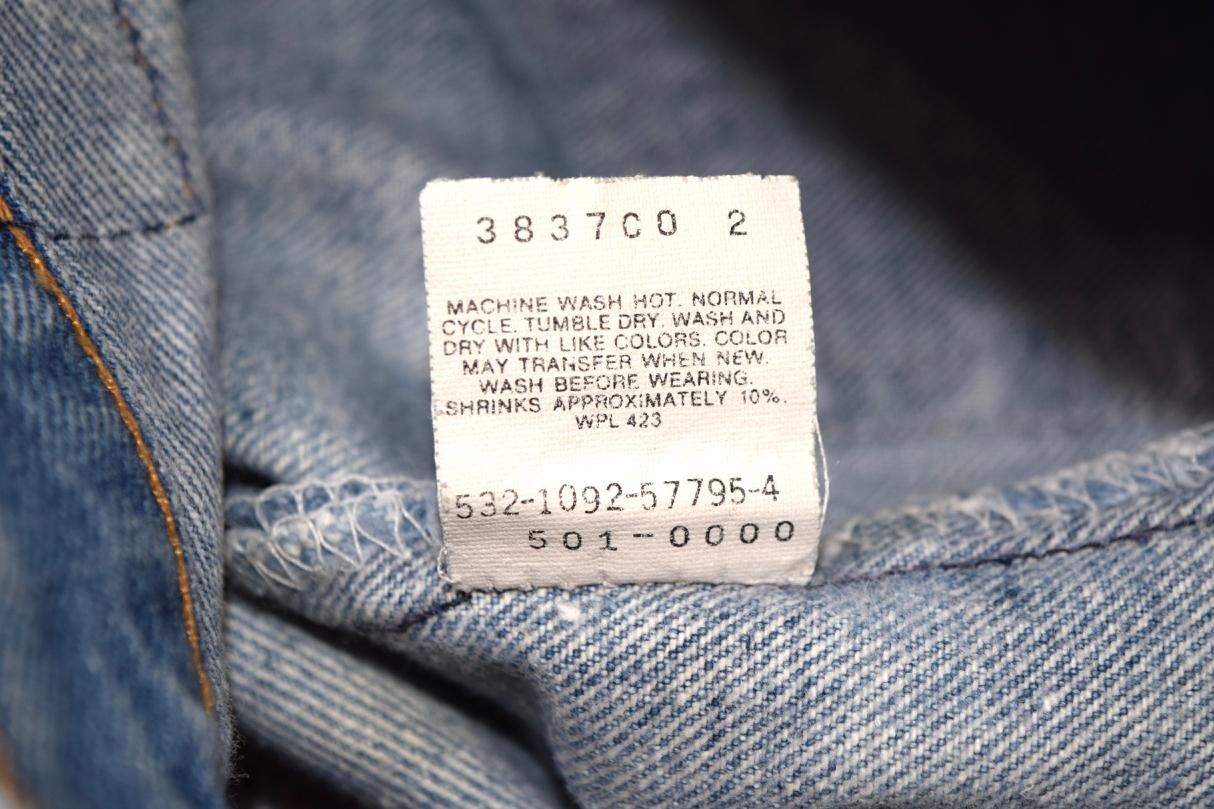 3837CO 2
MACHINE WASH HOT. NORMAL
CYCLE. TUMBLE DRY. WASH AND
DRY WITH LIKE COLORS. COLOR
MAY TRANSFER WHEN NEW.
WASH BEFORE WEARING.
SHRINKS APPROXIMATELY 10%.
WPL 423
532-1092-57795-4
501-0000